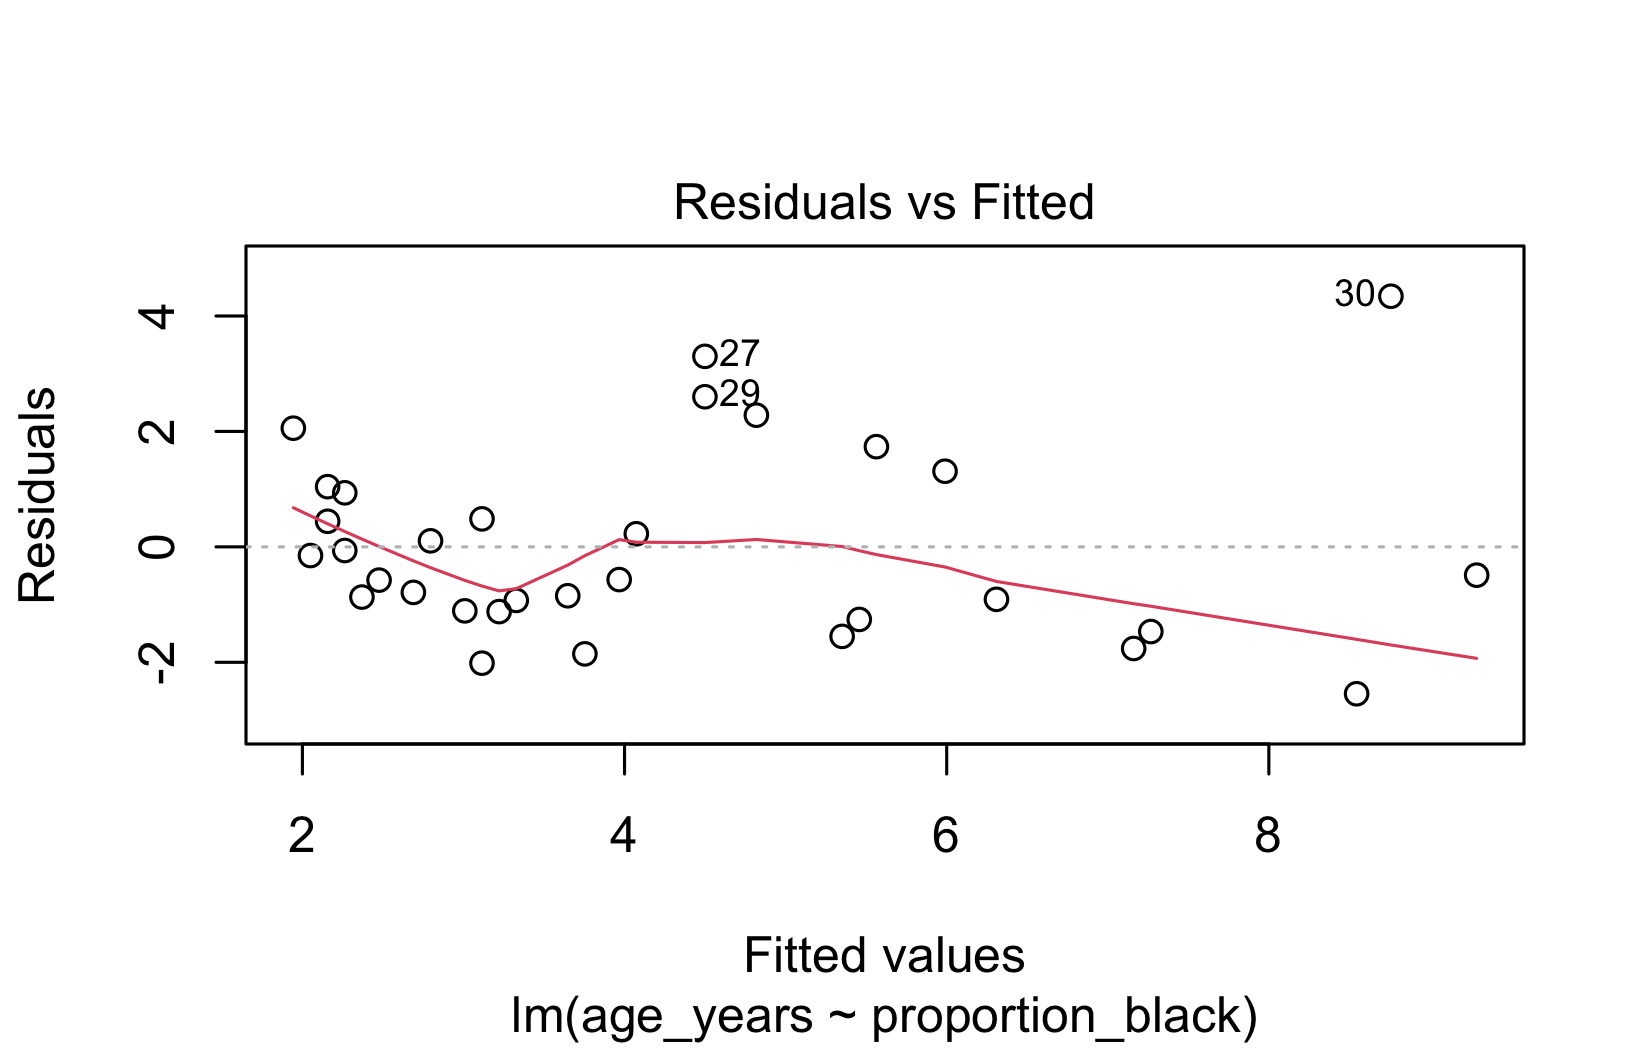 Residuals vs Fitted
Residuals
4
2
0
-2
30
27
29
2 4 6 8
Fitted values
lm(age_years ~ proportion_black)